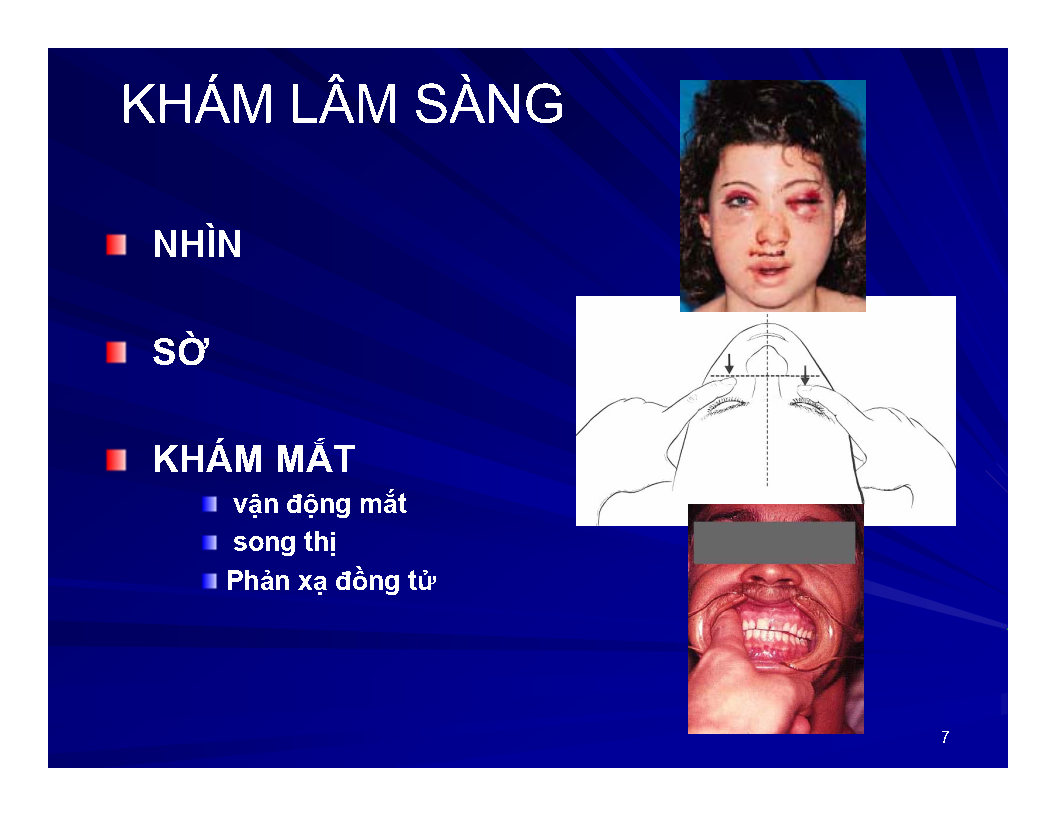 KHÁM LÂM SÀNG
NHÌN
SỜ
KHÁM MẮT
vận động mắt
song thị
Phản xạ đồng tử
7